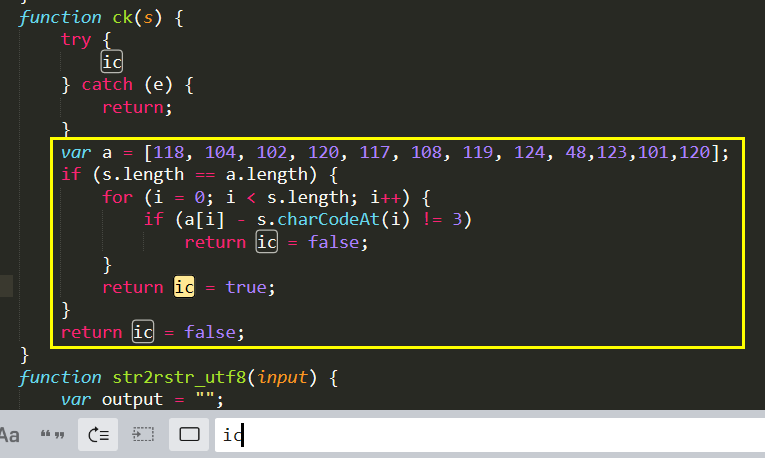 }
function ck(s) {
try {
ic
} catch (e) {
return;
}
var a = [118, 104, 102, 120, 117, 108, 119, 124, 48,123,101,120];
if (s.length == a.length) {
for (i = 0; i < s.length; i++) {
if (a[i] - s.charCodeAt(i) != 3)
return ic = false;
}
return ic = true;
}
return ic = false;
}
function str2rstr_utf8(input) {
var output = "";
Aa “” ic